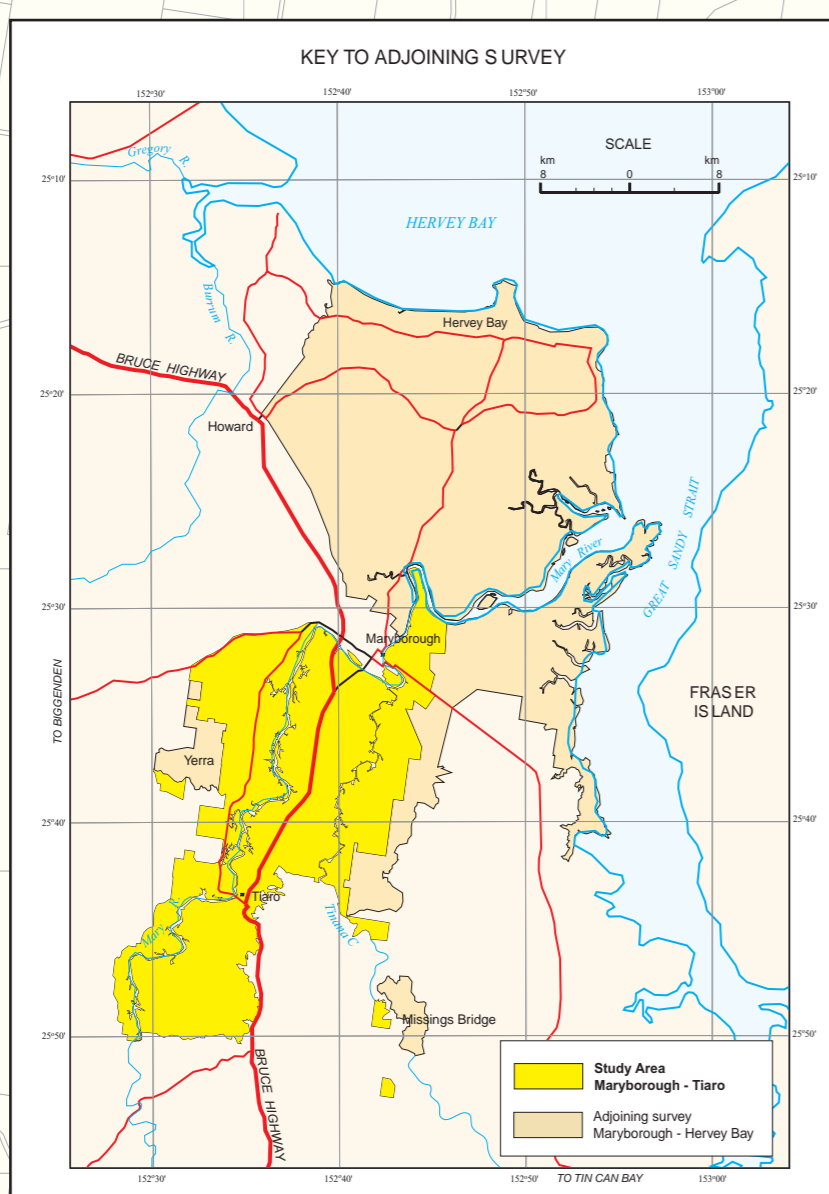 KEY TO ADJOINING SURVEY
152°30'
152°40'
152°50'
153°00'
Gregory R.
SCALE
km
km
8
0
8
25°10'
25°10'
HERVEY BAY
Burrum R.
Hervey Bay
BRUCE HIGHWAY
25°20'
25°20'
Howard
GREAT SANDY STRAIT
Mary River
25°30'
25°30'
Maryborough
TO BIGGENDEN
FRASER
ISLAND
Yerra
25°40'
25°40'
Tiaro
Mary R.
Tinana C
Missings Bridge
25°50'
25°50'
BRUCE HIGHWAY
Study Area
Maryborough - Tiaro
Adjoining survey
Maryborough - Hervey Bay
152°30'
152°40'
152°50'
153°00'
TO TIN CAN BAY